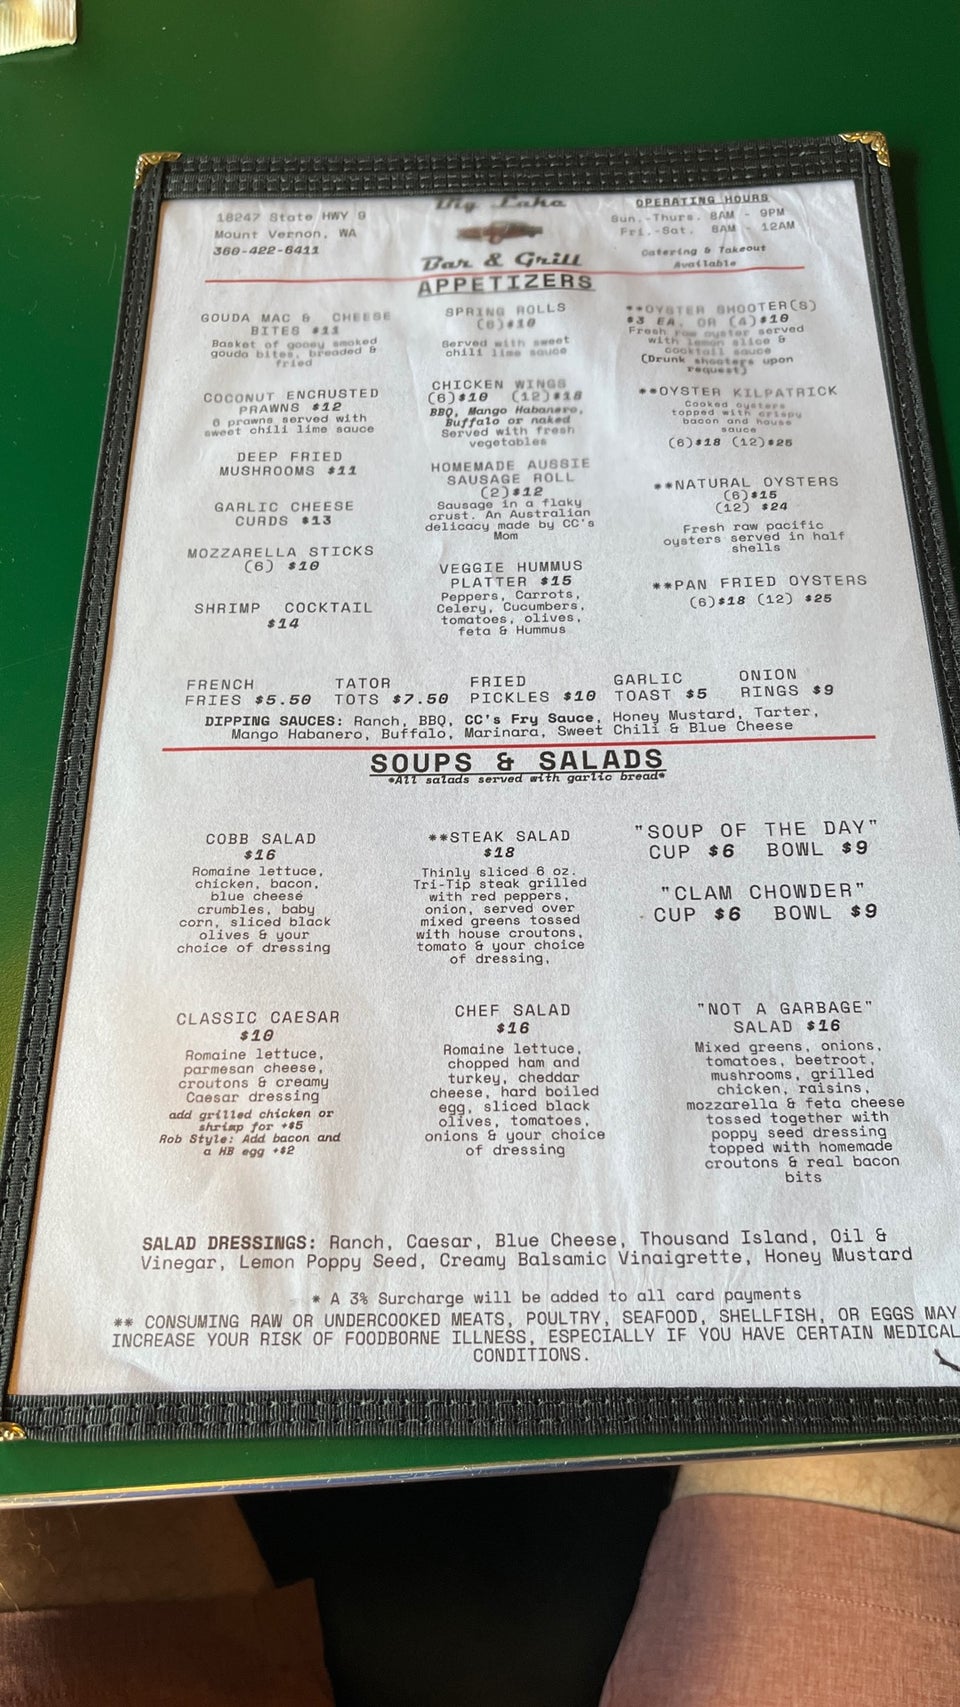 18247 State HWY 9
Mount Vernon, WA
360-422-6411
Big Lake
Bar & Grill
OPERATING HOURS
Sun.-Thurs. 8AM - 9PM
Fri.-Sat. 8AM - 12AM
Catering & Takeout
Available
APPETIZERS
GOUDA MAC & CHEESE
BITES $11
Basket of gooey smoked
gouda bites, breaded &
fried
COCONUT ENCRUSTED
PRAWNS $12
6 prawns served with
sweet chili lime sauce
DEEP FRIED
MUSHROOMS $11
GARLIC CHEESE
CURDS $13
MOZZARELLA STICKS
(6) $10
SHRIMP COCKTAIL
$14
SPRING ROLLS
(6)$10
Served with sweet
chili lime sauce
CHICKEN WINGS
(6)$10 (12)$18
BBQ, Mango Habanero,
Buffalo or naked
Served with fresh
vegetables
HOMEMADE AUSSIE
SAUSAGE ROLL
(2)$12
Sausage in a flaky
crust. An Australian
delicacy made by CC's
Mom
VEGGIE HUMMUS
PLATTER $15
Peppers, Carrots,
Celery, Cucumbers,
tomatoes, olives,
feta & Hummus
**OYSTER SHOOTER(S)
$3 EA. OR (4)$10
Fresh raw oyster served
with lemon slice &
cocktail sauce
(Drunk shooters upon
request)
**OYSTER KILPATRICK
Cooked oysters
topped with crispy
bacon and house
sauce
(6)$18 (12)$25
**NATURAL OYSTERS
(6)$15
(12) $24
Fresh raw pacific
oysters served in half
shells
**PAN FRIED OYSTERS
(6)$18 (12) $25
FRENCH
FRIES $5.50
TATOR
TOTS $7.50
FRIED
PICKLES $10
GARLIC
TOAST $5
ONION
RINGS $9
DIPPING SAUCES: Ranch, BBQ, CC's Fry Sauce, Honey Mustard, Tarter,
Mango Habanero, Buffalo, Marinara, Sweet Chili & Blue Cheese
SOUPS & SALADS
*All salads served with garlic bread*
COBB SALAD
$16
Romaine lettuce,
chicken, bacon,
blue cheese
crumbles, baby
corn, sliced black
olives & your
choice of dressing
**STEAK SALAD
$18
Thinly sliced 6 oz.
Tri-Tip steak grilled
with red peppers,
onion, served over
mixed greens tossed
with house croutons,
tomato & your choice
of dressing,
"SOUP OF THE DAY"
CUP $6 BOWL $9
"CLAM CHOWDER"
CUP $6 BOWL $9
CLASSIC CAESAR
$10
Romaine lettuce,
parmesan cheese,
croutons & creamy
Caesar dressing
add grilled chicken or
shrimp for +$5
Rob Style: Add bacon and
a HB egg +$2
CHEF SALAD
$16
Romaine lettuce,
chopped ham and
turkey, cheddar
cheese, hard boiled
egg, sliced black
olives, tomatoes,
onions & your choice
of dressing
"NOT A GARBAGE"
SALAD $16
Mixed greens, onions,
tomatoes, beetroot,
mushrooms, grilled
chicken, raisins,
mozzarella & feta cheese
tossed together with
poppy seed dressing
topped with homemade
croutons & real bacon
bits
SALAD DRESSINGS: Ranch, Caesar, Blue Cheese, Thousand Island, Oil &
Vinegar, Lemon Poppy Seed, Creamy Balsamic Vinaigrette, Honey Mustard
* A 3% Surcharge will be added to all card payments
** CONSUMING RAW OR UNDERCOOKED MEATS, POULTRY, SEAFOOD, SHELLFISH, OR EGGS MAY
INCREASE YOUR RISK OF FOODBORNE ILLNESS, ESPECIALLY IF YOU HAVE CERTAIN MEDICAL
CONDITIONS.